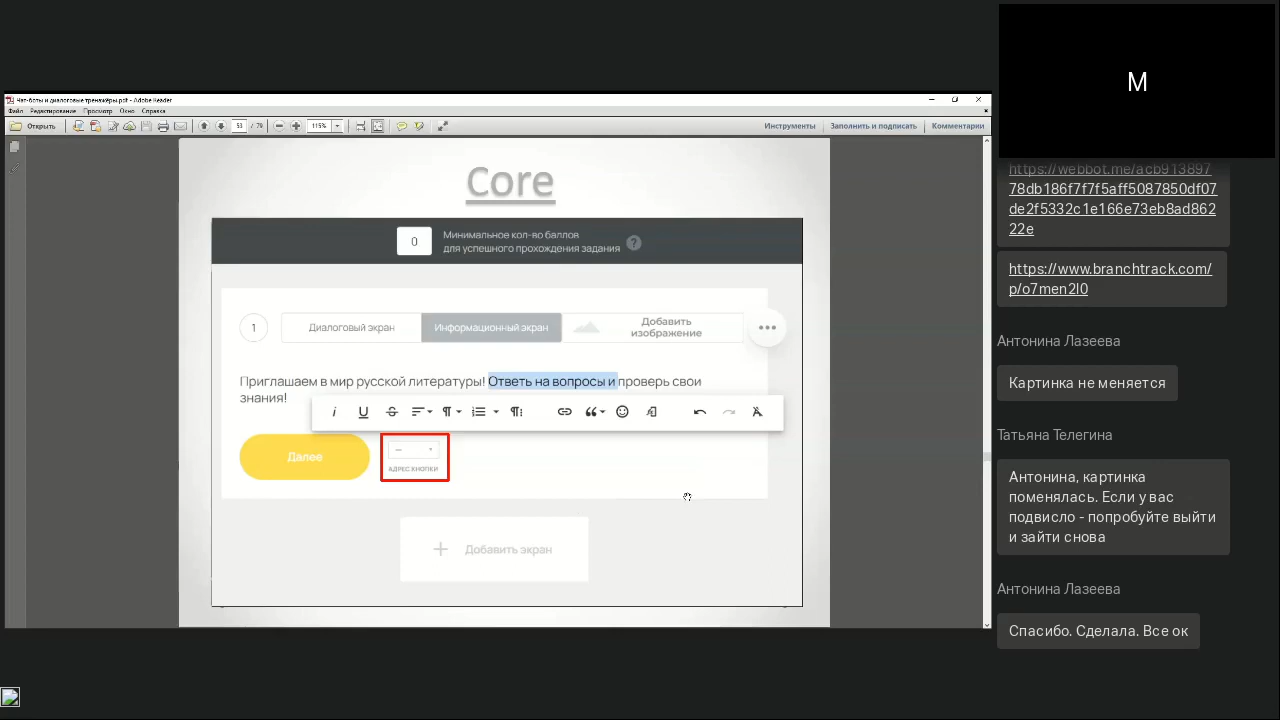 Чат-боты и диалоговые тренажёры.pdf - Adobe Reader
Файл Редактирование Просмотр Окно Справка
Открыть 53 / 79 115% Инструменты Заполнить и подписать Комментарии
Core
0
Минимальное кол-во баллов
для успешного прохождения задания ?
1 Диалоговый экран Информационный экран Добавить
изображение
Приглашаем в мир русской литературы! Ответь на вопросы и проверь свои
знания!
Далее
АДРЕС КНОПКИ
+ Добавить экран
M
https://webbot.me/acb913897
78db186f7f7f5aff5087850df07
de2f5332c1e166e73eb8ad862
22e
https://www.branchtrack.com/
p/o7men2l0
Антонина Лазеева
Картинка не меняется
Татьяна Телегина
Антонина, картинка
поменялась. Если у вас
подвисло - попробуйте выйти
и зайти снова
Антонина Лазеева
Спасибо. Сделала. Все ок